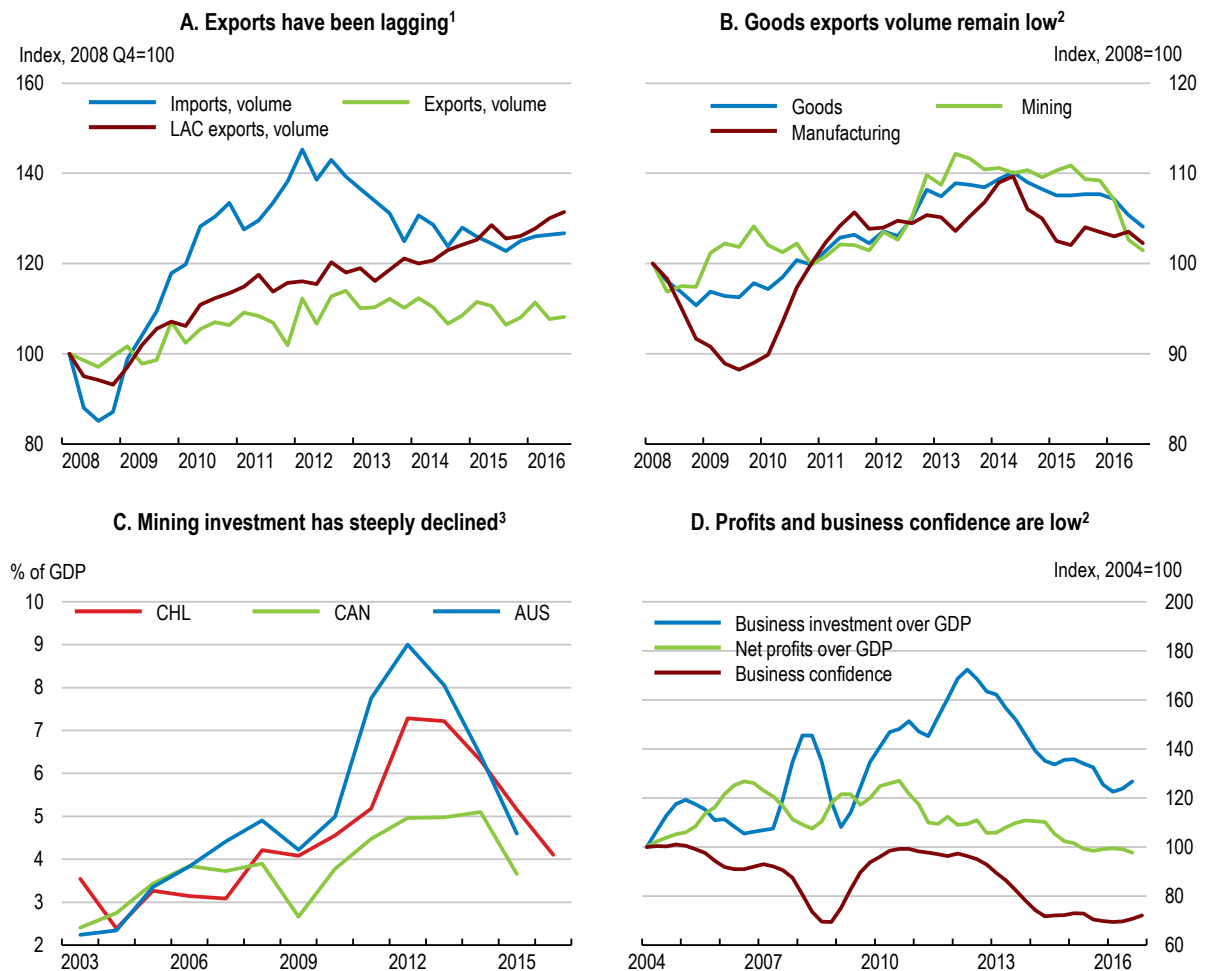 A. Exports have been lagging¹
Index, 2008 Q4=100
160
Imports, volume
Exports, volume
LAC exports, volume
140
120
100
80
2008 2009 2010 2011 2012 2013 2014 2015 2016
B. Goods exports volume remain low²
Index, 2008=100
120
Goods
Mining
Manufacturing
110
100
90
80
2008 2009 2010 2011 2012 2013 2014 2015 2016
C. Mining investment has steeply declined³
% of GDP
10
CHL CAN AUS
9
8
7
6
5
4
3
2
2003 2006 2009 2012 2015
D. Profits and business confidence are low²
Index, 2004=100
200
Business investment over GDP
180
Net profits over GDP
Business confidence
160
140
120
100
80
60
2004 2007 2010 2013 2016